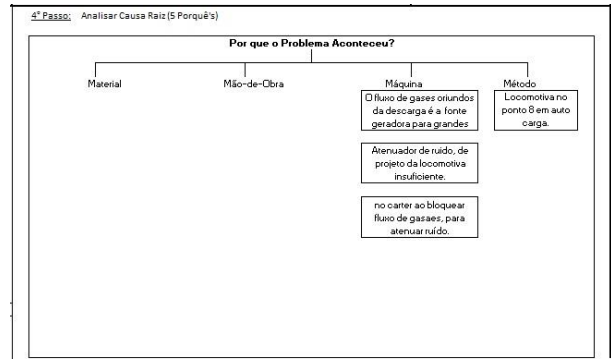 4° Passo: Analisar Causa Raiz (5 Porquê's)
Por que o Problema Aconteceu?
Material
Mão-de-Obra
Máquina
Método
O fluxo de gases oriundos
da descarga é a fonte
geradora para grandes
Locomotiva no
ponto 8 em auto
carga.
Atenuador de ruido, de
projeto da locomotiva
insuficiente.
no carter ao bloquear
fluxo de gasaes, para
atenuar ruído.